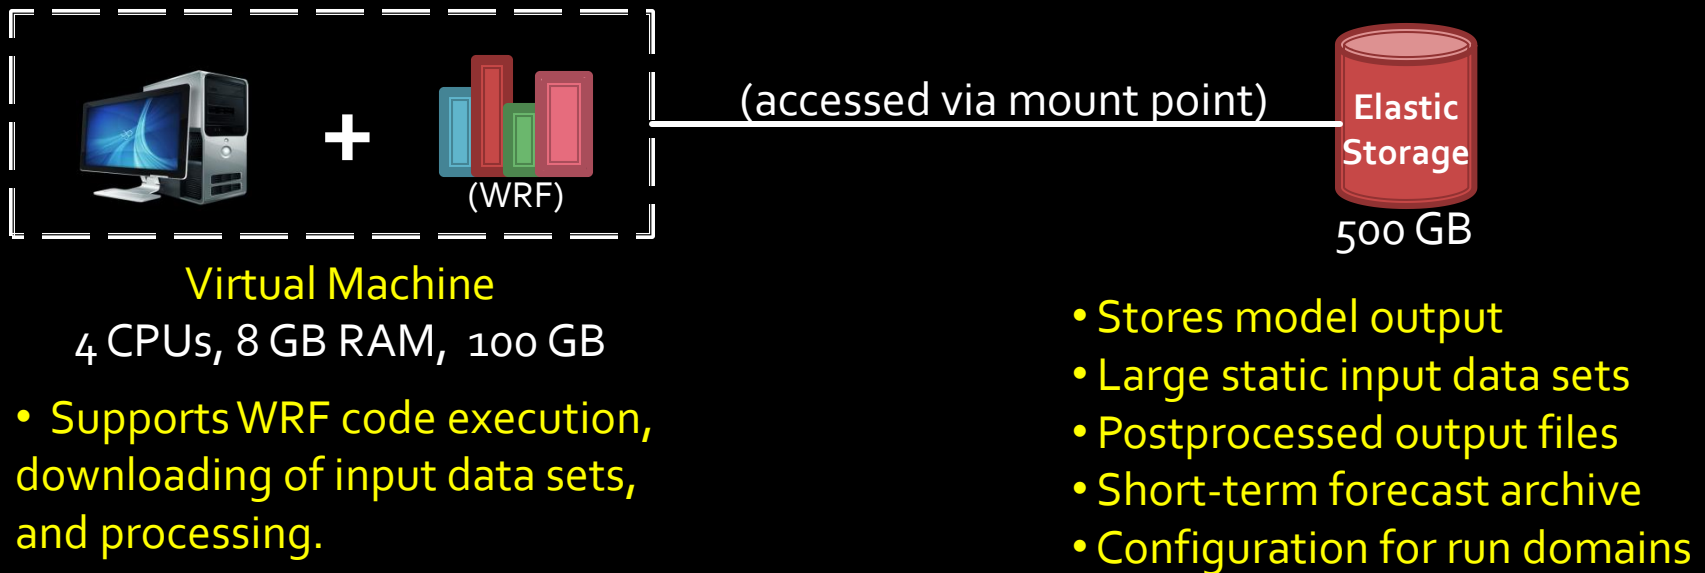 +
(WRF)
(accessed via mount point)
Elastic
Storage
500 GB
Virtual Machine
4 CPUs, 8 GB RAM,  100 GB
• Supports WRF code execution,
downloading of input data sets,
and processing.
• Stores model output
• Large static input data sets
• Postprocessed output files
• Short-term forecast archive
• Configuration for run domains